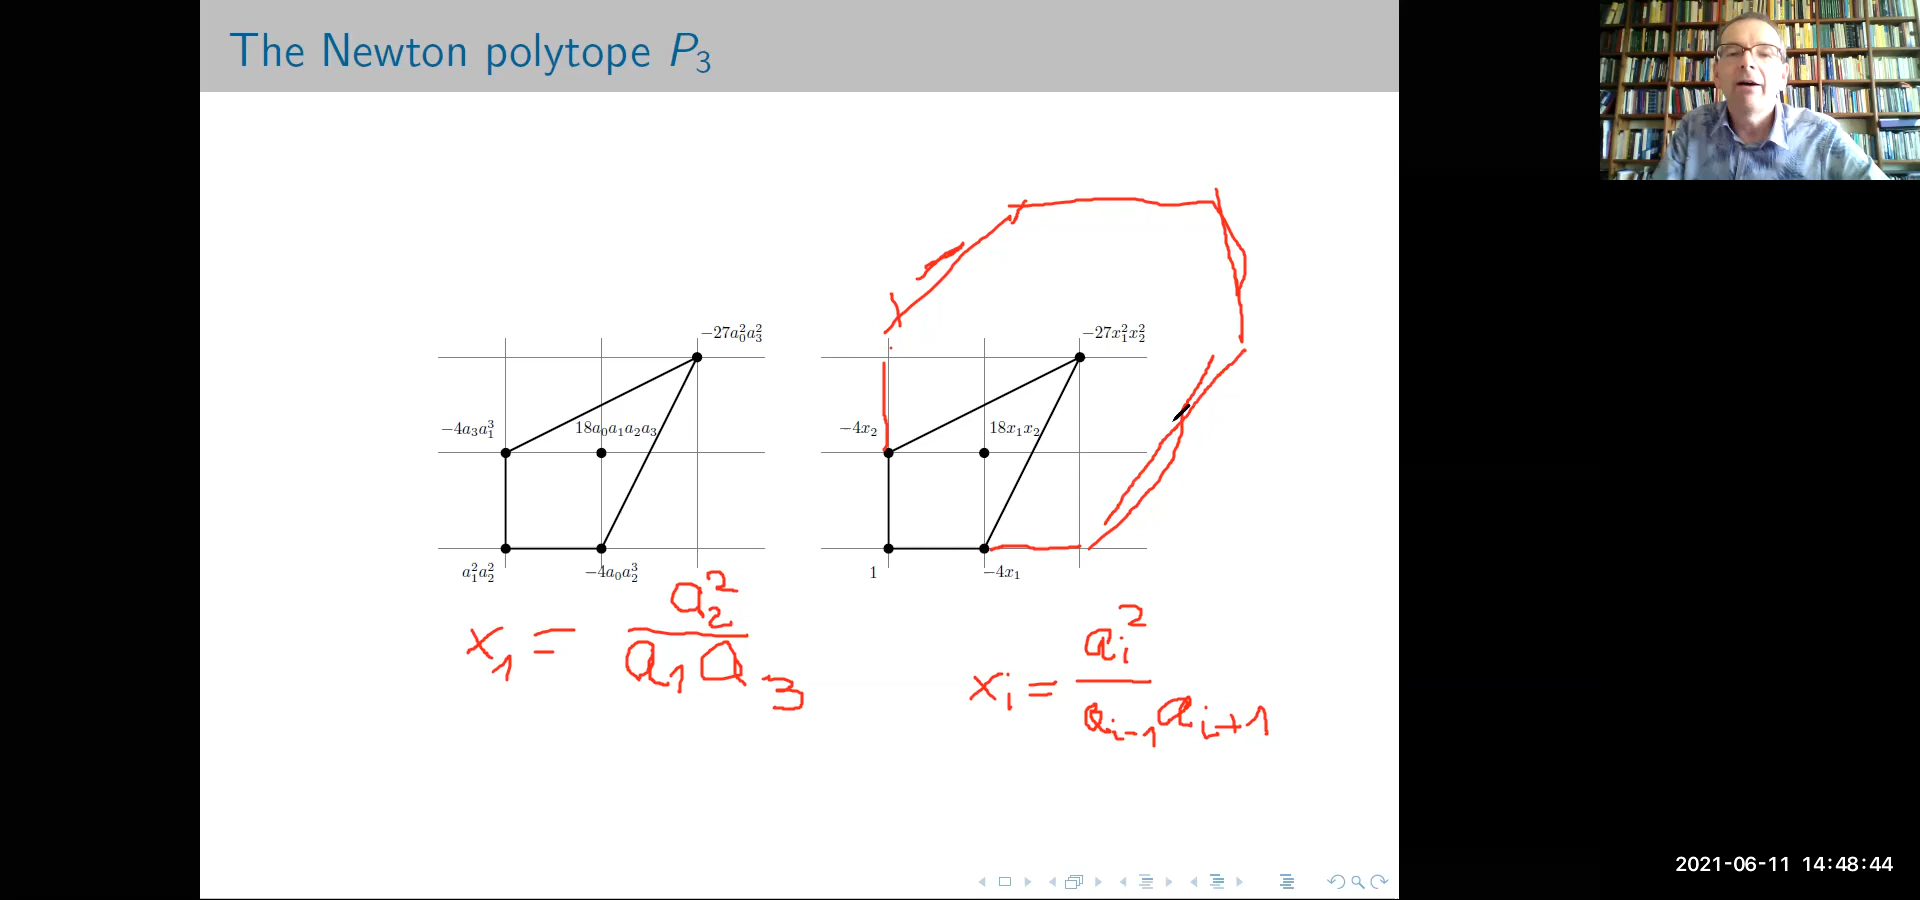 The Newton polytope P₃
−27a₀²a₃²
−4a₃a₁³
18a₀a₁a₂a₃
a₁²a₂²
−4a₀a₂³
−27x₁²x₂²
−4x₂
18x₁x₂
1
−4x₁
x₁ = a₂² / a₁a₃
xᵢ = aᵢ² / aᵢ₋₁aᵢ₊₁
2021-06-11 14:48:44